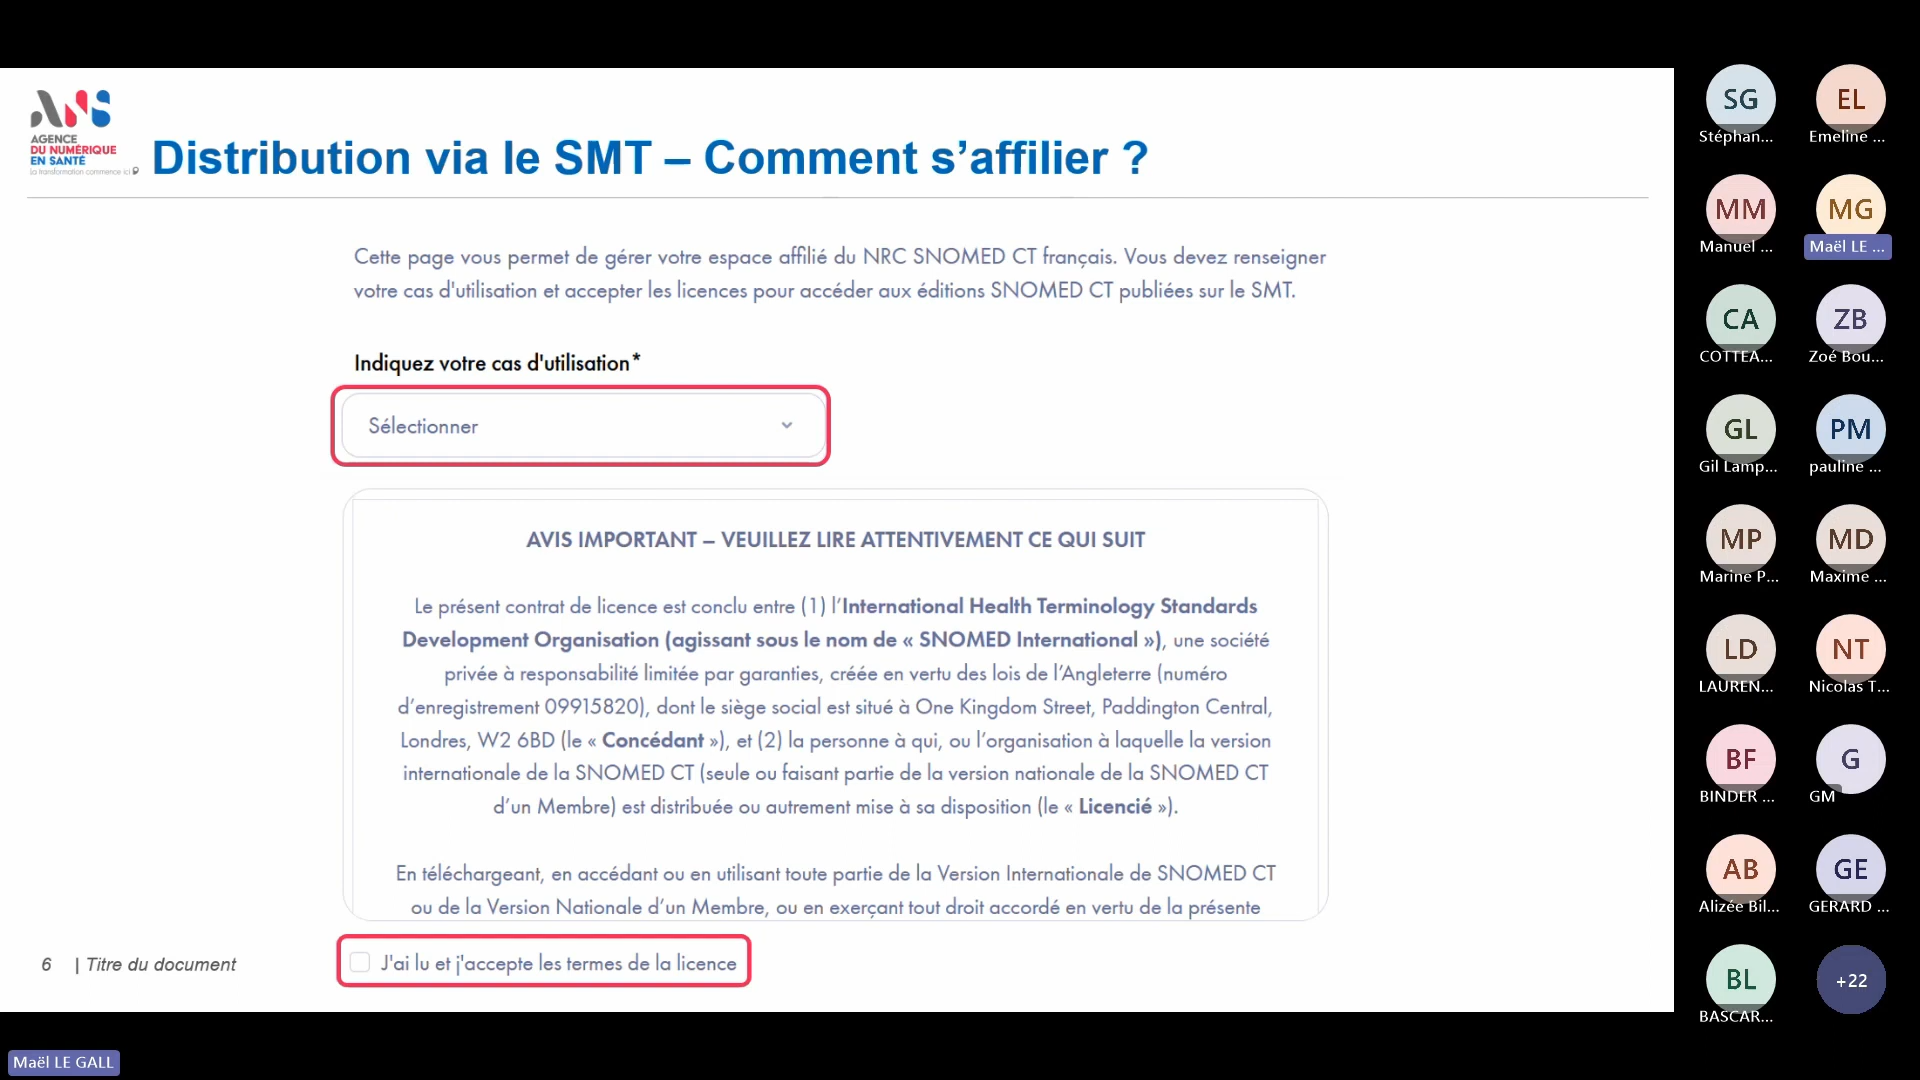 ANS
AGENCE
DU NUMÉRIQUE
EN SANTÉ
la transformation commence ici
Distribution via le SMT – Comment s’affilier ?
Cette page vous permet de gérer votre espace affilié du NRC SNOMED CT français. Vous devez renseigner
votre cas d'utilisation et accepter les licences pour accéder aux éditions SNOMED CT publiées sur le SMT.
Indiquez votre cas d'utilisation*
Sélectionner
AVIS IMPORTANT – VEUILLEZ LIRE ATTENTIVEMENT CE QUI SUIT
Le présent contrat de licence est conclu entre (1) l’International Health Terminology Standards
Development Organisation (agissant sous le nom de « SNOMED International »), une société
privée à responsabilité limitée par garanties, créée en vertu des lois de l’Angleterre (numéro
d’enregistrement 09915820), dont le siège social est situé à One Kingdom Street, Paddington Central,
Londres, W2 6BD (le « Concédant »), et (2) la personne à qui, ou l’organisation à laquelle la version
internationale de la SNOMED CT (seule ou faisant partie de la version nationale de la SNOMED CT
d’un Membre) est distribuée ou autrement mise à sa disposition (le « Licencié »).
En téléchargeant, en accédant ou en utilisant toute partie de la Version Internationale de SNOMED CT
ou de la Version Nationale d’un Membre, ou en exerçant tout droit accordé en vertu de la présente
J'ai lu et j'accepte les termes de la licence
6 | Titre du document
SG
Stéphan...
EL
Emeline ...
MM
Manuel ...
MG
Maël LE ...
CA
COTTEA...
ZB
Zoé Bou...
GL
Gil Lamp...
PM
pauline ...
MP
Marine P...
MD
Maxime ...
LD
LAUREN...
NT
Nicolas T...
BF
BINDER ...
G
GM
AB
Alizée Bil...
GE
GERARD ...
BL
BASCAR...
+22
Maël LE GALL